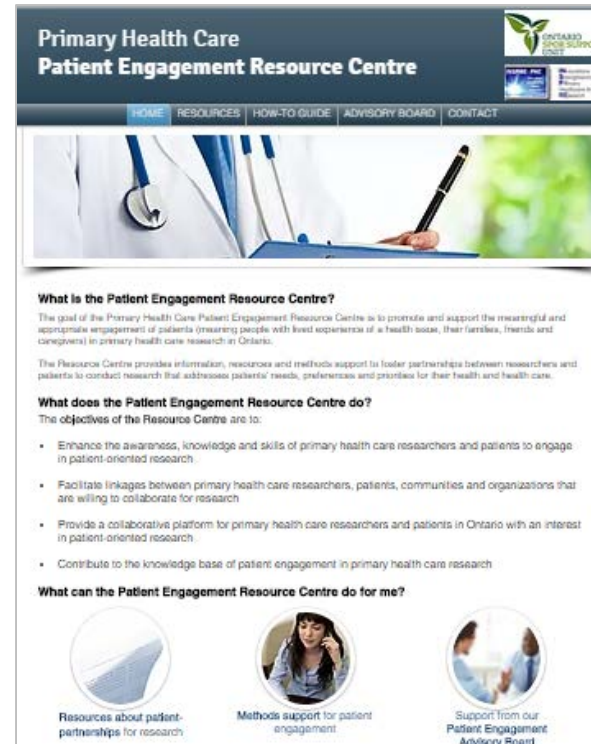 Primary Health Care
Patient Engagement Resource Centre
ONTARIO
SPOR SUPPO
UNIT
HOME
RESOURCES
HOW-TO GUIDE
ADVISORY BOARD
CONTACT
What is the Patient Engagement Resource Centre?
The goal of the Primary Health Care Patient Engagement Resource Centre is to promote and support the meaningful and
appropriate engagement of patients (meaning people with lived experience of a health issue, their families, friends and
caregivers) in primary health care research in Ontario.
The Resource Centre provides information, resources and methods support to foster partnerships between researchers and
patients to conduct research that addresses patients' needs, preferences and priorities for their health and health care.
What does the Patient Engagement Resource Centre do?
The objectives of the Resource Centre are to:
• Enhance the awareness, knowledge and skills of primary health care researchers and patients to engage
in patient-oriented research
• Facilitate linkages between primary health care researchers, patients, communities and organizations that
are willing to collaborate for research
• Provide a collaborative platform for primary health care researchers and patients in Ontario with an interest
in patient-oriented research
• Contribute to the knowledge base of patient engagement in primary health care research
What can the Patient Engagement Resource Centre do for me?
Resources about patient-
partnerships for research
Methods support for patient
engagement
Support from our
Patient Engagement
Advisory Board